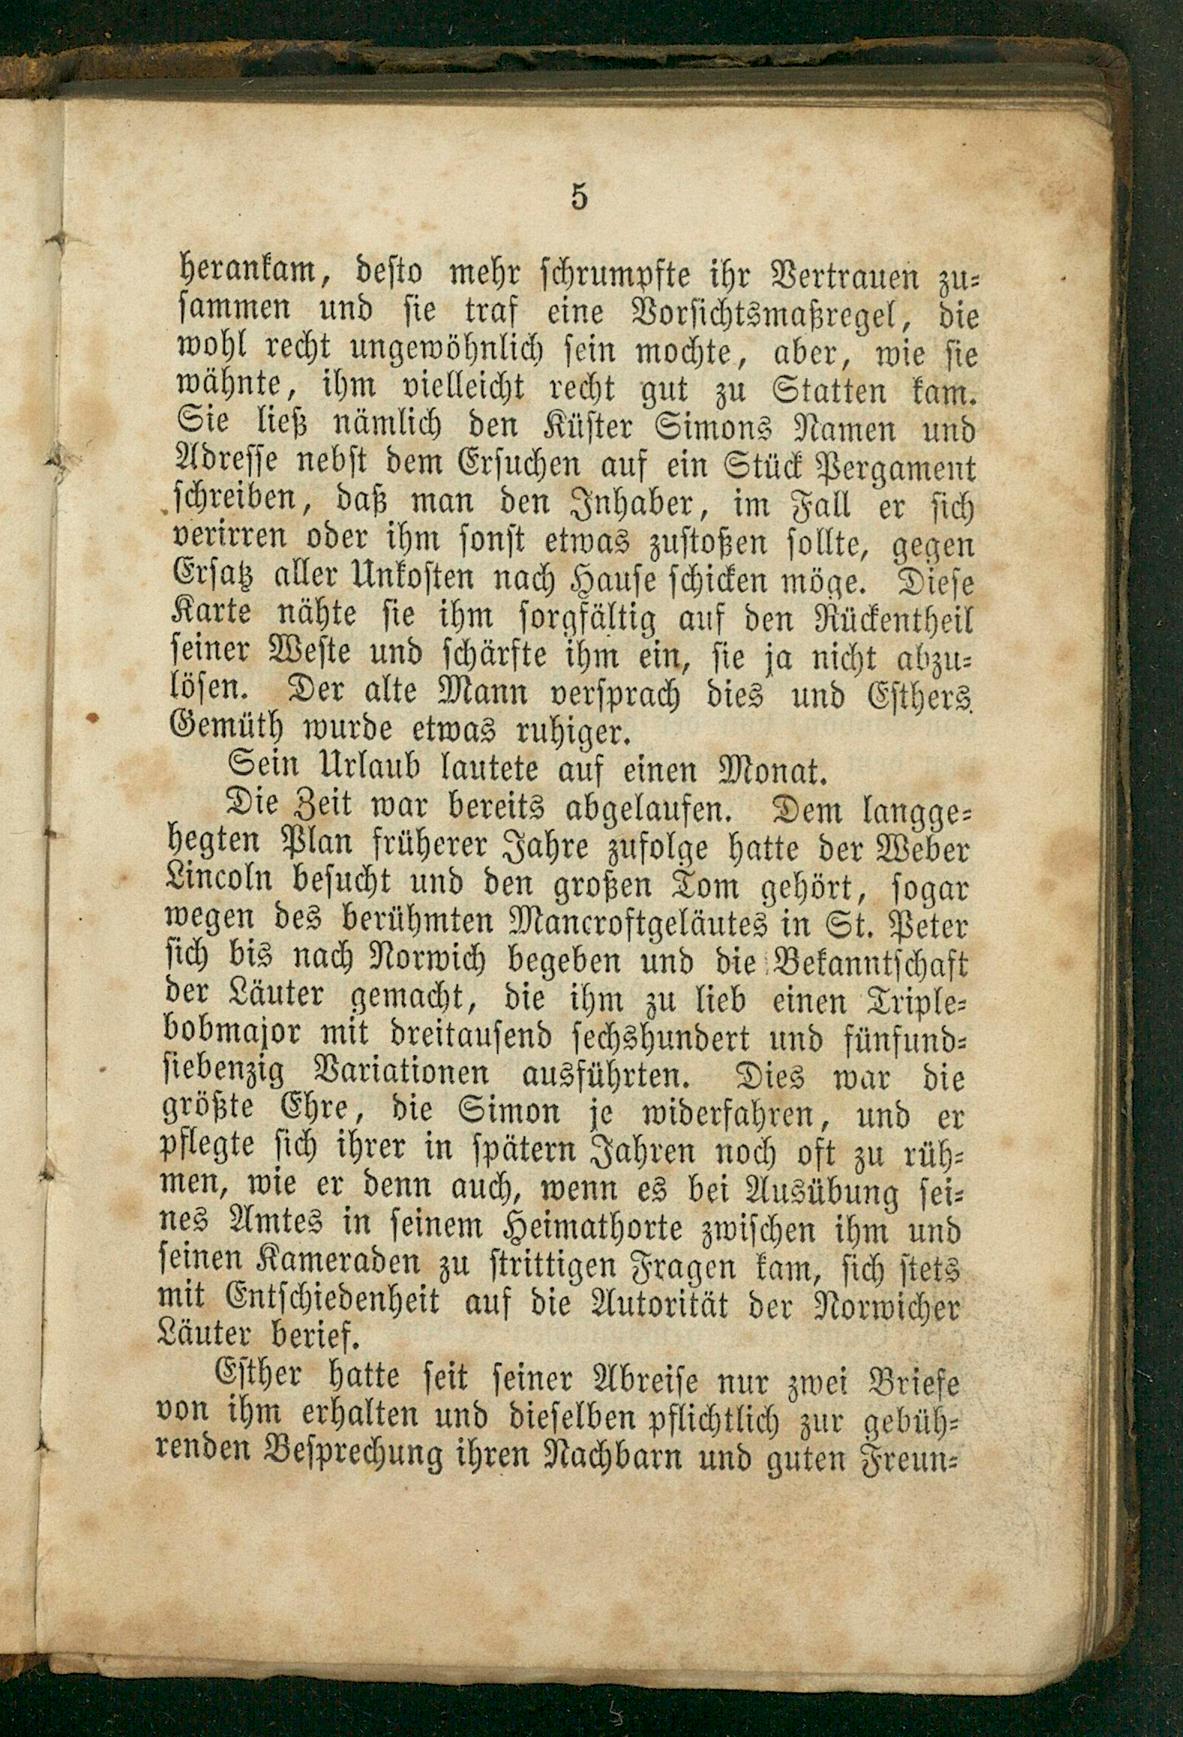 5
herankam, desto mehr schrumpfte ihr Vertrauen zu=
sammen und sie traf eine Vorsichtsmaßregel, die
wohl recht ungewöhnlich sein mochte, aber, wie sie
wähnte, ihm vielleicht recht gut zu Statten kam.
Sie ließ nämlich den Küster Simons Namen und
Adresse nebst dem Ersuchen auf ein Stück Pergament
schreiben, daß man den Inhaber, im Fall er sich
verirren oder ihm sonst etwas zustoßen sollte, gegen
Ersatz aller Unkosten nach Hause schicken möge. Diese
Karte nähte sie ihm sorgfältig auf den Rückentheil
seiner Weste und schärfte ihm ein, sie ja nicht abzu=
lösen. Der alte Mann versprach dies und Esthers
Gemüth wurde etwas ruhiger.
Sein Urlaub lautete auf einen Monat.
Die Zeit war bereits abgelaufen. Dem langge=
hegten Plan früherer Jahre zufolge hatte der Weber
Lincoln besucht und den großen Tom gehört, sogar
wegen des berühmten Mancroftgeläutes in St. Peter
sich bis nach Norwich begeben und die Bekanntschaft
der Läuter gemacht, die ihm zu lieb einen Triple=
bobmajor mit dreitausend sechshundert und fünfund=
siebenzig Variationen ausführten. Dies war die
größte Ehre, die Simon je widerfahren, und er
pflegte sich ihrer in spätern Jahren noch oft zu rüh=
men, wie er denn auch, wenn es bei Ausübung sei=
nes Amtes in seinem Heimathorte zwischen ihm und
seinen Kameraden zu strittigen Fragen kam, sich stets
mit Entschiedenheit auf die Autorität der Norwicher
Läuter berief.
Esther hatte seit seiner Abreise nur zwei Briefe
von ihm erhalten und dieselben pflichtlich zur gebüh=
renden Besprechung ihren Nachbarn und guten Freun=
5